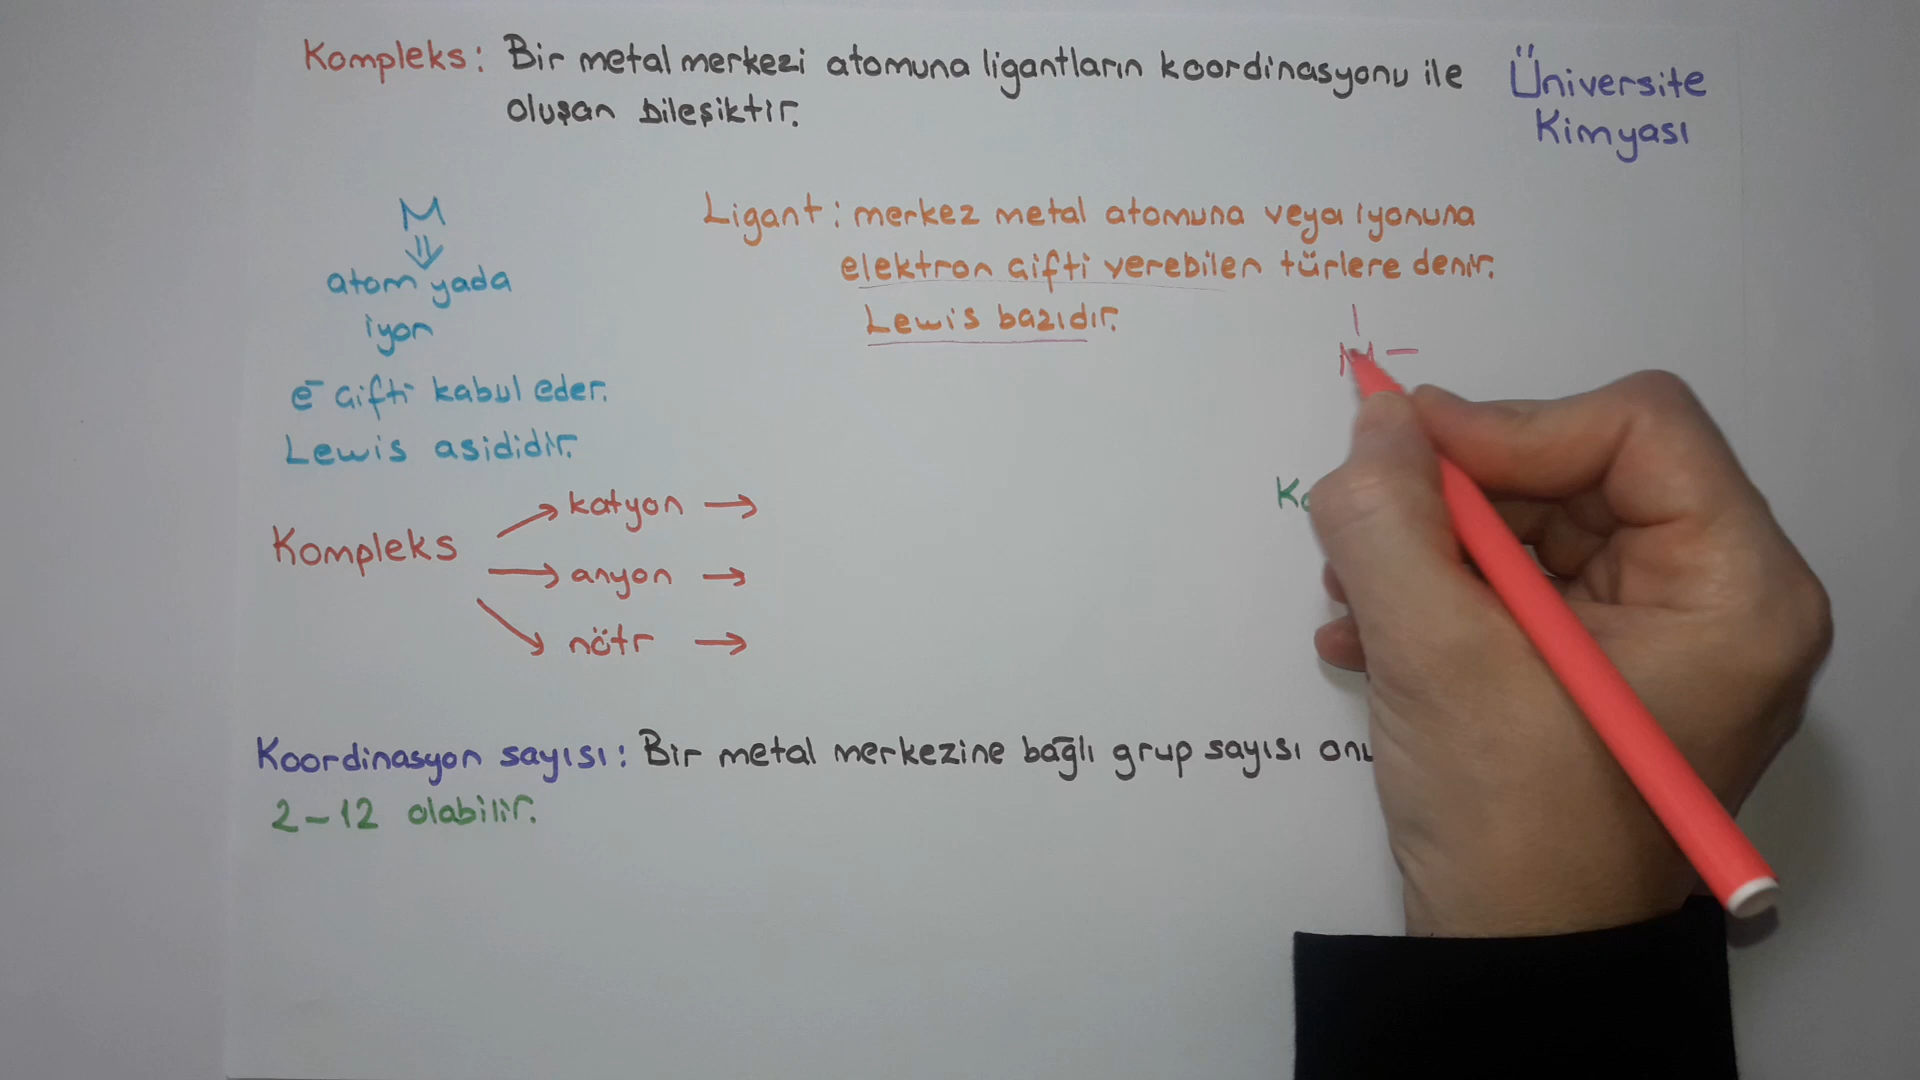 Kompleks: Bir metal merkezi atomuna ligantların koordinasyonu ile
oluşan bileşiktir.
Üniversite
Kimyası
M
⇓
atom yada
iyon
e⁻ çifti kabul eder.
Lewis asididir.
Ligant: merkez metal atomuna veya iyonuna
elektron çifti verebilen türlere denir.
Lewis bazıdır.
M
Kompleks
→ katyon →
→ anyon →
→ nötr →
Koordinasyon sayısı: Bir metal merkezine bağlı grup sayısı
2-12 olabilir.